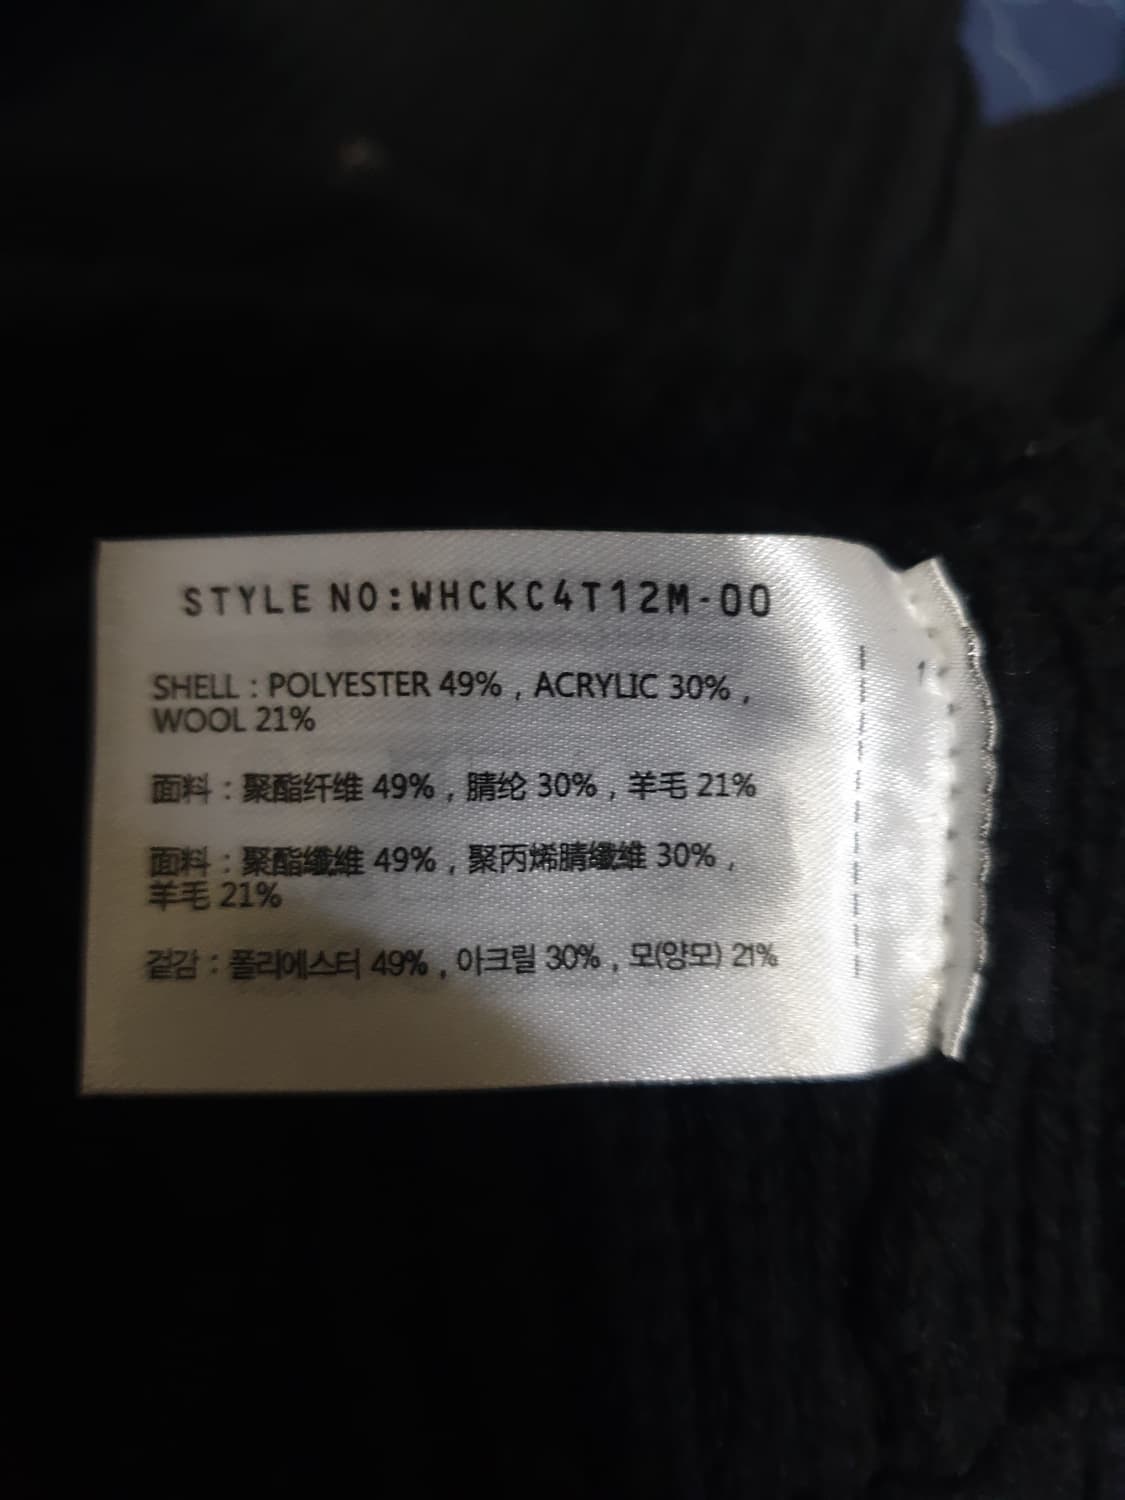 STYLE NO:WHCKC4T12M-00
1
SHELL : POLYESTER 49% , ACRYLIC 30% ,
WOOL 21%
面料 : 聚酯纤维 49% , 腈纶 30% , 羊毛 21%
面料 : 聚酯纖維 49% , 聚丙烯腈纖維 30% ,
羊毛 21%
겉감 : 폴리에스터 49% , 아크릴 30% , 모(양모) 21%